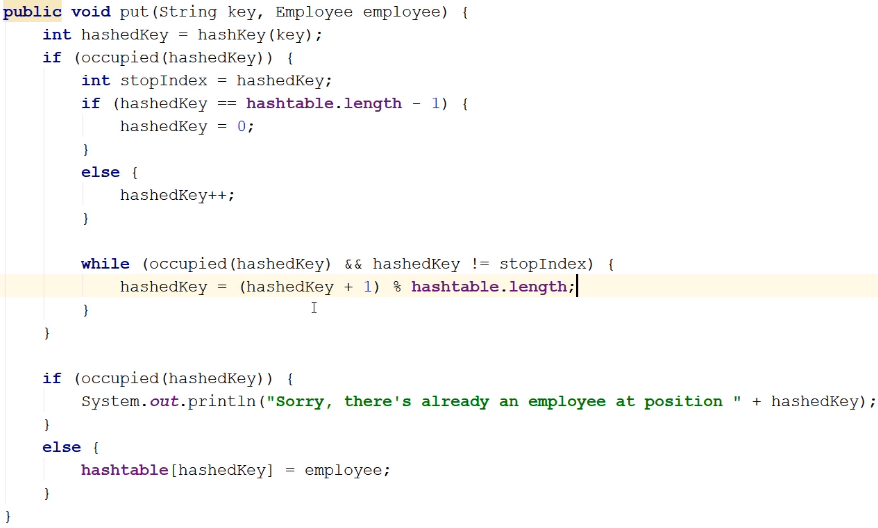 public void put(String key, Employee employee) {
    int hashedKey = hashKey(key);
    if (occupied(hashedKey)) {
        int stopIndex = hashedKey;
        if (hashedKey == hashtable.length - 1) {
            hashedKey = 0;
        }
        else {
            hashedKey++;
        }

        while (occupied(hashedKey) && hashedKey != stopIndex) {
            hashedKey = (hashedKey + 1) % hashtable.length;
        }
    }

    if (occupied(hashedKey)) {
        System.out.println("Sorry, there's already an employee at position " + hashedKey);
    }
    else {
        hashtable[hashedKey] = employee;
    }
}